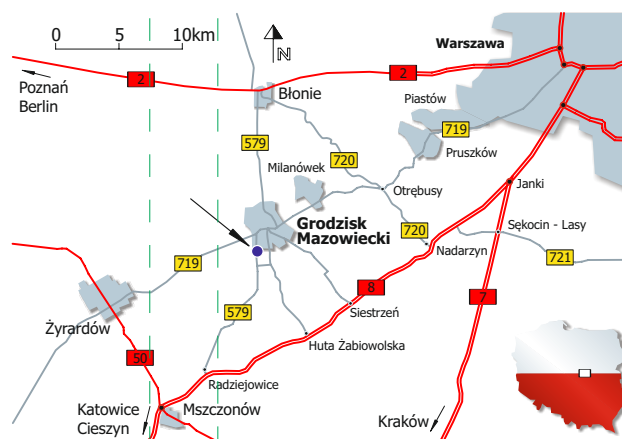 0 5 10km
N
Warszawa
2
2
Poznań
Berlin
Błonie
Piastów
719
579
Pruszków
720
Milanówek
Otrębusy
Janki
Grodzisk
Mazowiecki
720
Sękocin - Lasy
Nadarzyn
719
721
8
7
579
Siestrzeń
Żyrardów
Huta Żabiowolska
50
Radziejowice
Katowice
Cieszyn
Mszczonów
Kraków